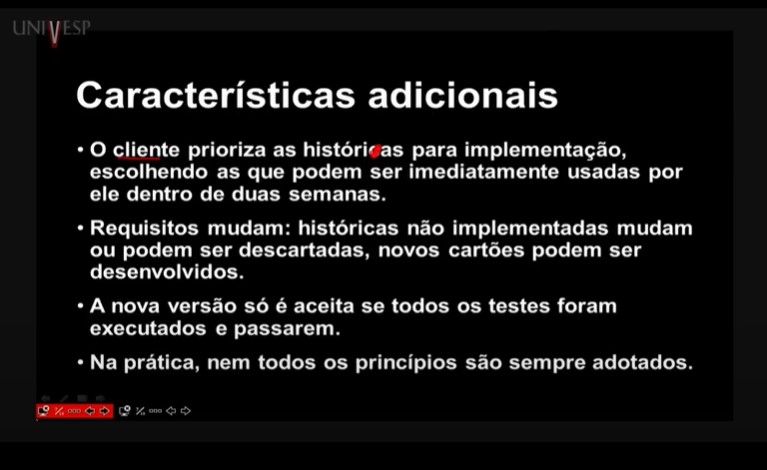 UNIVESP
Características adicionais
• O cliente prioriza as históricas para implementação,
escolhendo as que podem ser imediatamente usadas por
ele dentro de duas semanas.
• Requisitos mudam: históricas não implementadas mudam
ou podem ser descartadas, novos cartões podem ser
desenvolvidos.
• A nova versão só é aceita se todos os testes foram
executados e passarem.
• Na prática, nem todos os princípios são sempre adotados.